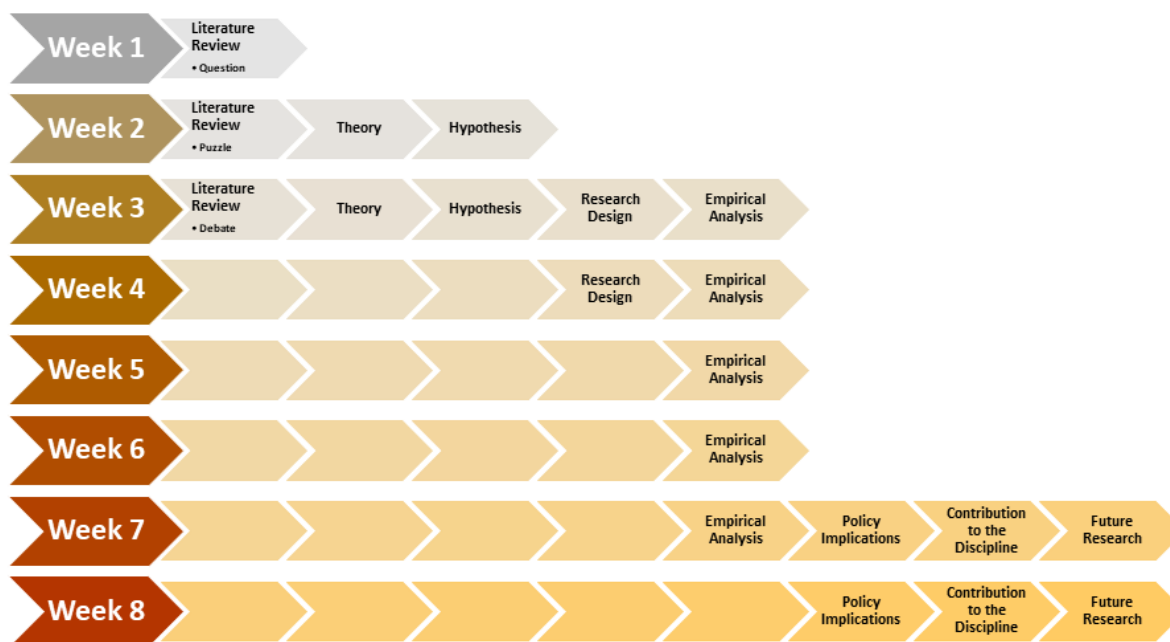 Week 1
Literature
Review
• Question
Week 2
Literature
Review
• Puzzle
Theory
Hypothesis
Week 3
Literature
Review
• Debate
Theory
Hypothesis
Research
Design
Empirical
Analysis
Week 4
Research
Design
Empirical
Analysis
Week 5
Empirical
Analysis
Week 6
Empirical
Analysis
Week 7
Empirical
Analysis
Policy
Implications
Contribution
to the
Discipline
Future
Research
Week 8
Policy
Implications
Contribution
to the
Discipline
Future
Research